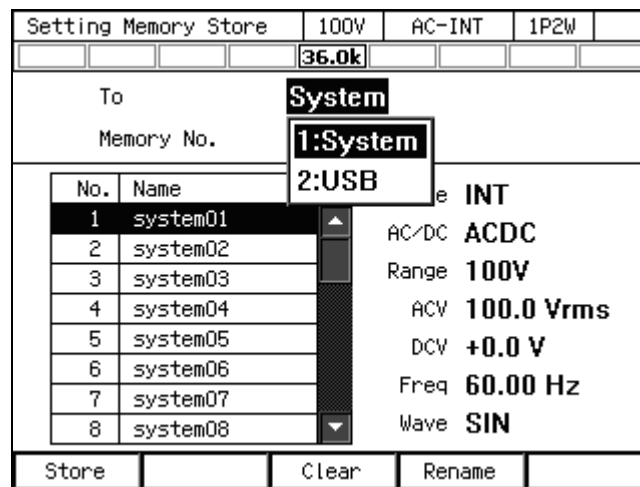 Setting Memory Store 100V AC-INT 1P2W
36.0k
To System
Memory No. 1:System
2:USB
No. Name e INT
1 system01
AC/DC ACDC
2 system02
Range 100V
3 system03
4 system04 ACV 100.0 Vrms
5 system05 DCV +0.0 V
6 system06
Freq 60.00 Hz
7 system07
8 system08 Wave SIN
Store Clear Rename